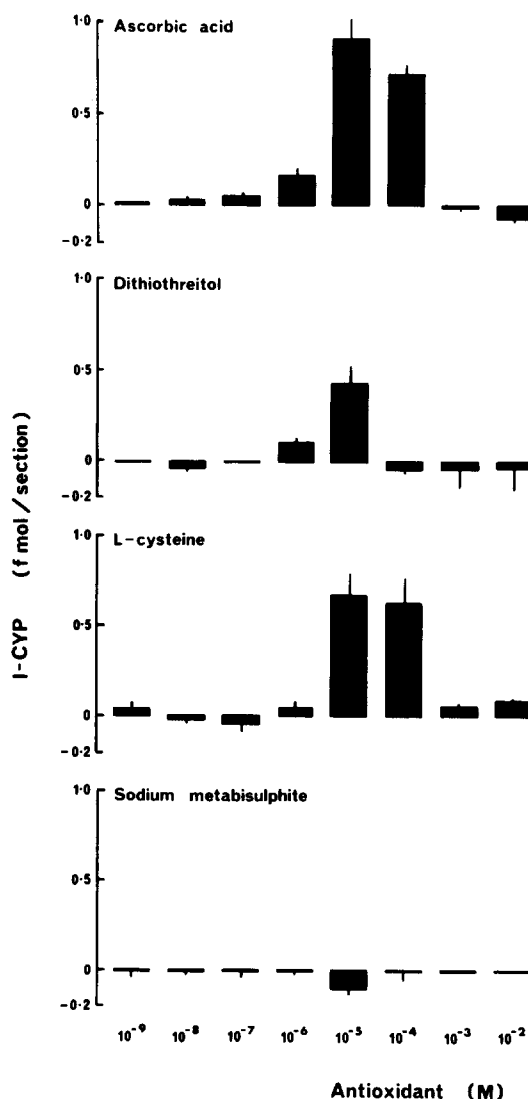 Ascorbic acid
1·0
0·5
0
-0·2
Dithiothreitol
1·0
0·5
0
-0·2
L-cysteine
1·0
0·5
0
-0·2
Sodium metabisulphite
1·0
0·5
0
-0·2
I-CYP (fmol/section)
10⁻⁹ 10⁻⁸ 10⁻⁷ 10⁻⁶ 10⁻⁵ 10⁻⁴ 10⁻³ 10⁻²
Antioxidant (M)